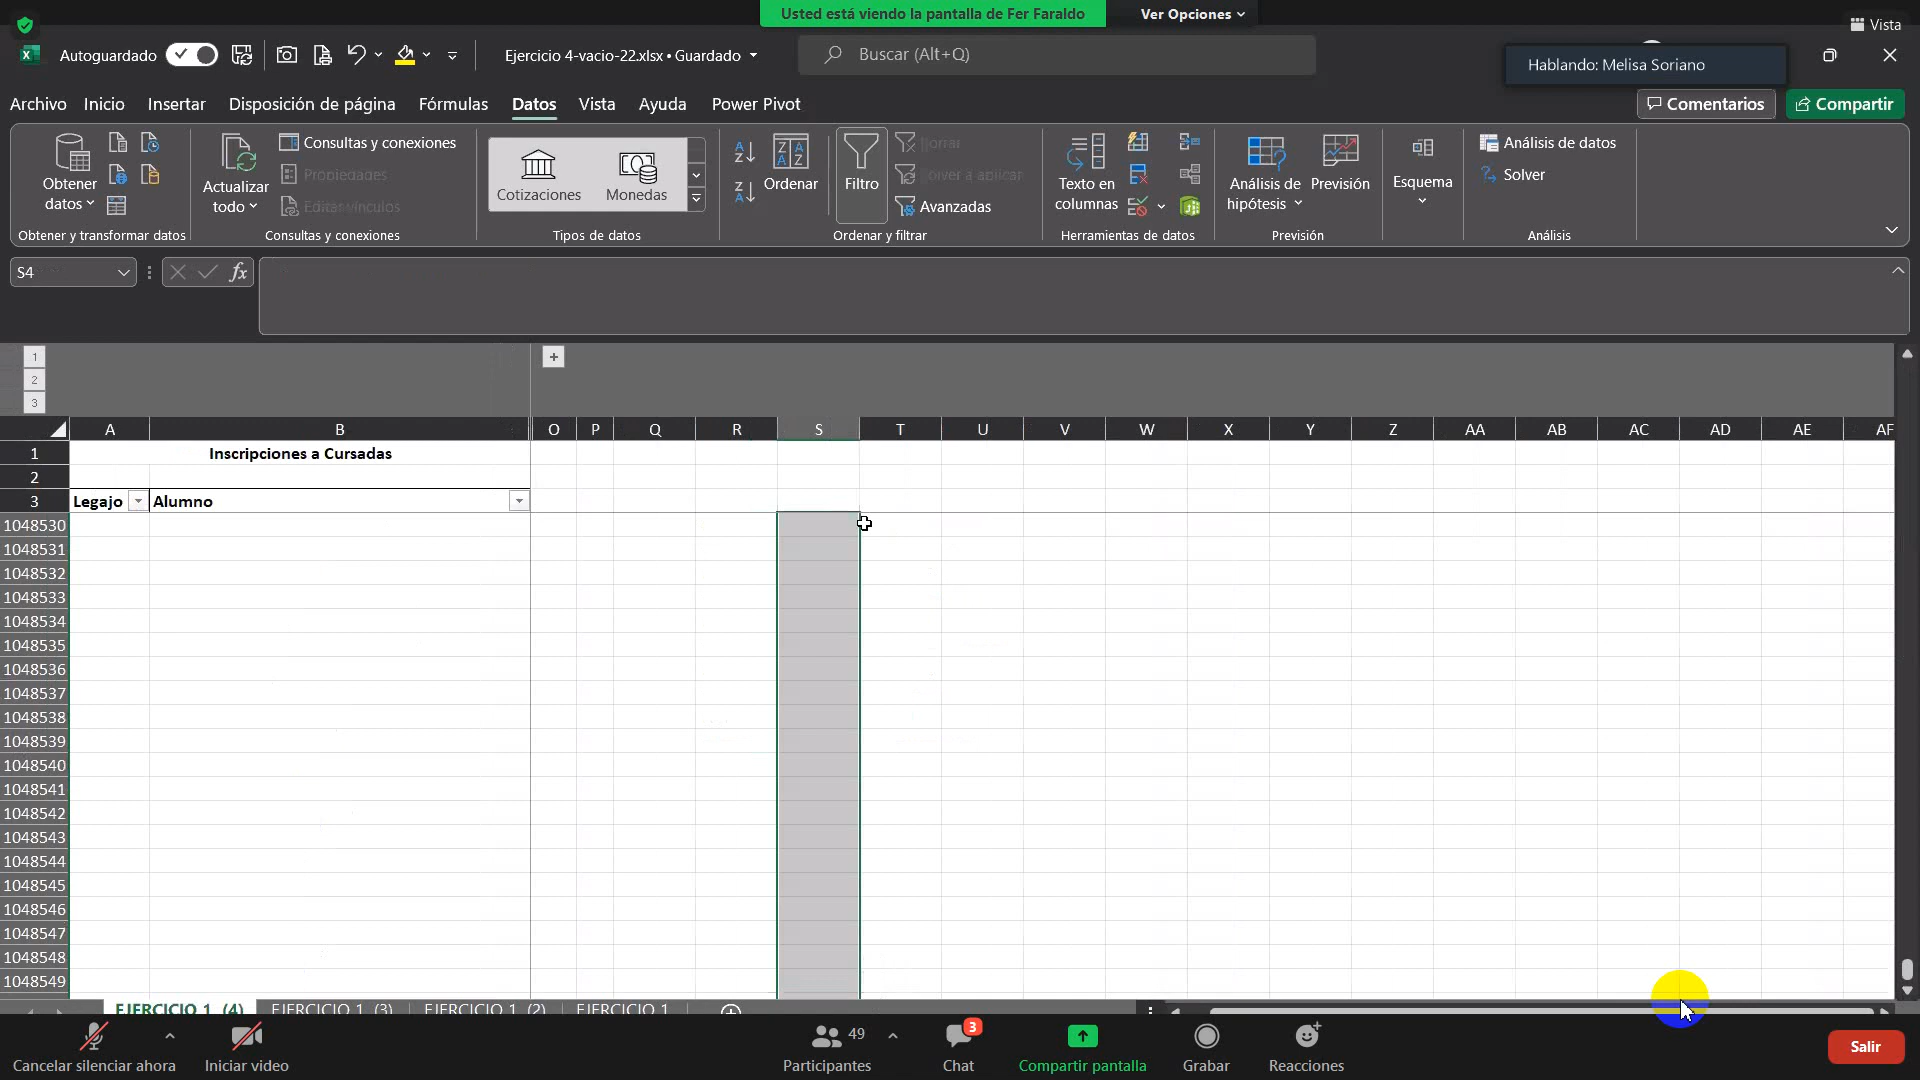 Usted está viendo la pantalla de Fer Faraldo
Ver Opciones
Vista
Autoguardado
Ejercicio 4-vacio-22.xlsx • Guardado
Buscar (Alt+Q)
Hablando: Melisa Soriano
Archivo Inicio Insertar Disposición de página Fórmulas Datos Vista Ayuda Power Pivot
Comentarios
Compartir
Obtener datos
Actualizar todo
Consultas y conexiones
Propiedades
Editar vínculos
Cotizaciones
Monedas
Ordenar
Filtro
Borrar
Volver a aplicar
Avanzadas
Texto en columnas
Análisis de hipótesis
Previsión
Esquema
Análisis de datos
Solver
Obtener y transformar datos
Consultas y conexiones
Tipos de datos
Ordenar y filtrar
Herramientas de datos
Previsión
Análisis
S4
fx
1
2
3
A B O P Q R S T U V W X Y Z AA AB AC AD AE AF
1 Inscripciones a Cursadas
2
3 Legajo Alumno
1048530
1048531
1048532
1048533
1048534
1048535
1048536
1048537
1048538
1048539
1048540
1048541
1048542
1048543
1048544
1048545
1048546
1048547
1048548
1048549
EJERCICIO 1 (4) EJERCICIO 1 (3) EJERCICIO 1 (2) EJERCICIO 1
Cancelar silenciar ahora
Iniciar video
Participantes
49
Chat
3
Compartir pantalla
Grabar
Reacciones
Salir